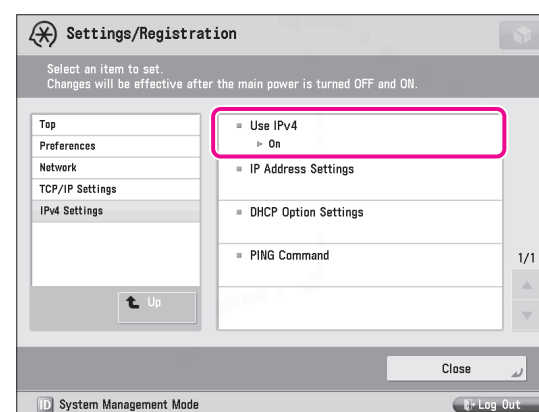 Settings/Registration
Select an item to set.
Changes will be effective after the main power is turned OFF and ON.
Top
Preferences
Network
TCP/IP Settings
IPv4 Settings
Up
Use IPv4
On
IP Address Settings
DHCP Option Settings
PING Command
1/1
Close
ID System Management Mode
Log Out